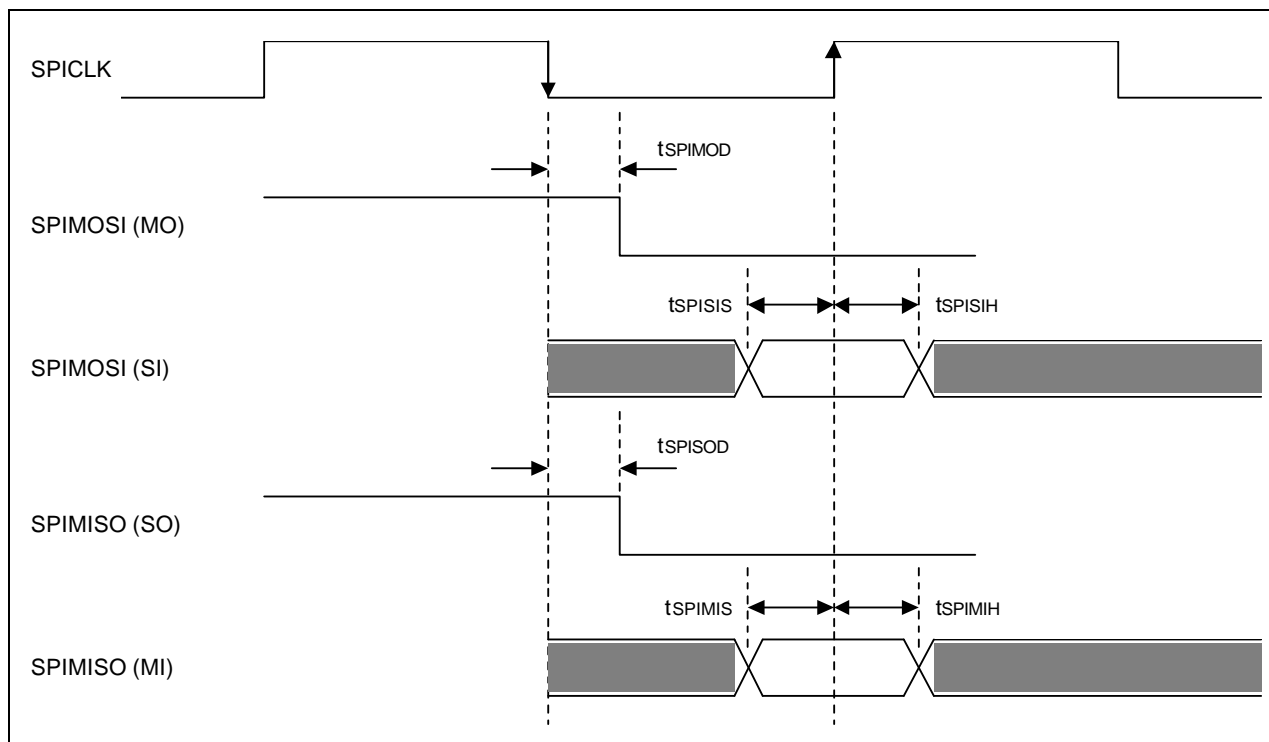 SPICLK
tSPIMOD
SPIMOSI (MO)
tSPISIS tSPISIH
SPIMOSI (SI)
tSPISOD
SPIMISO (SO)
tSPIMIS tSPIMIH
SPIMISO (MI)